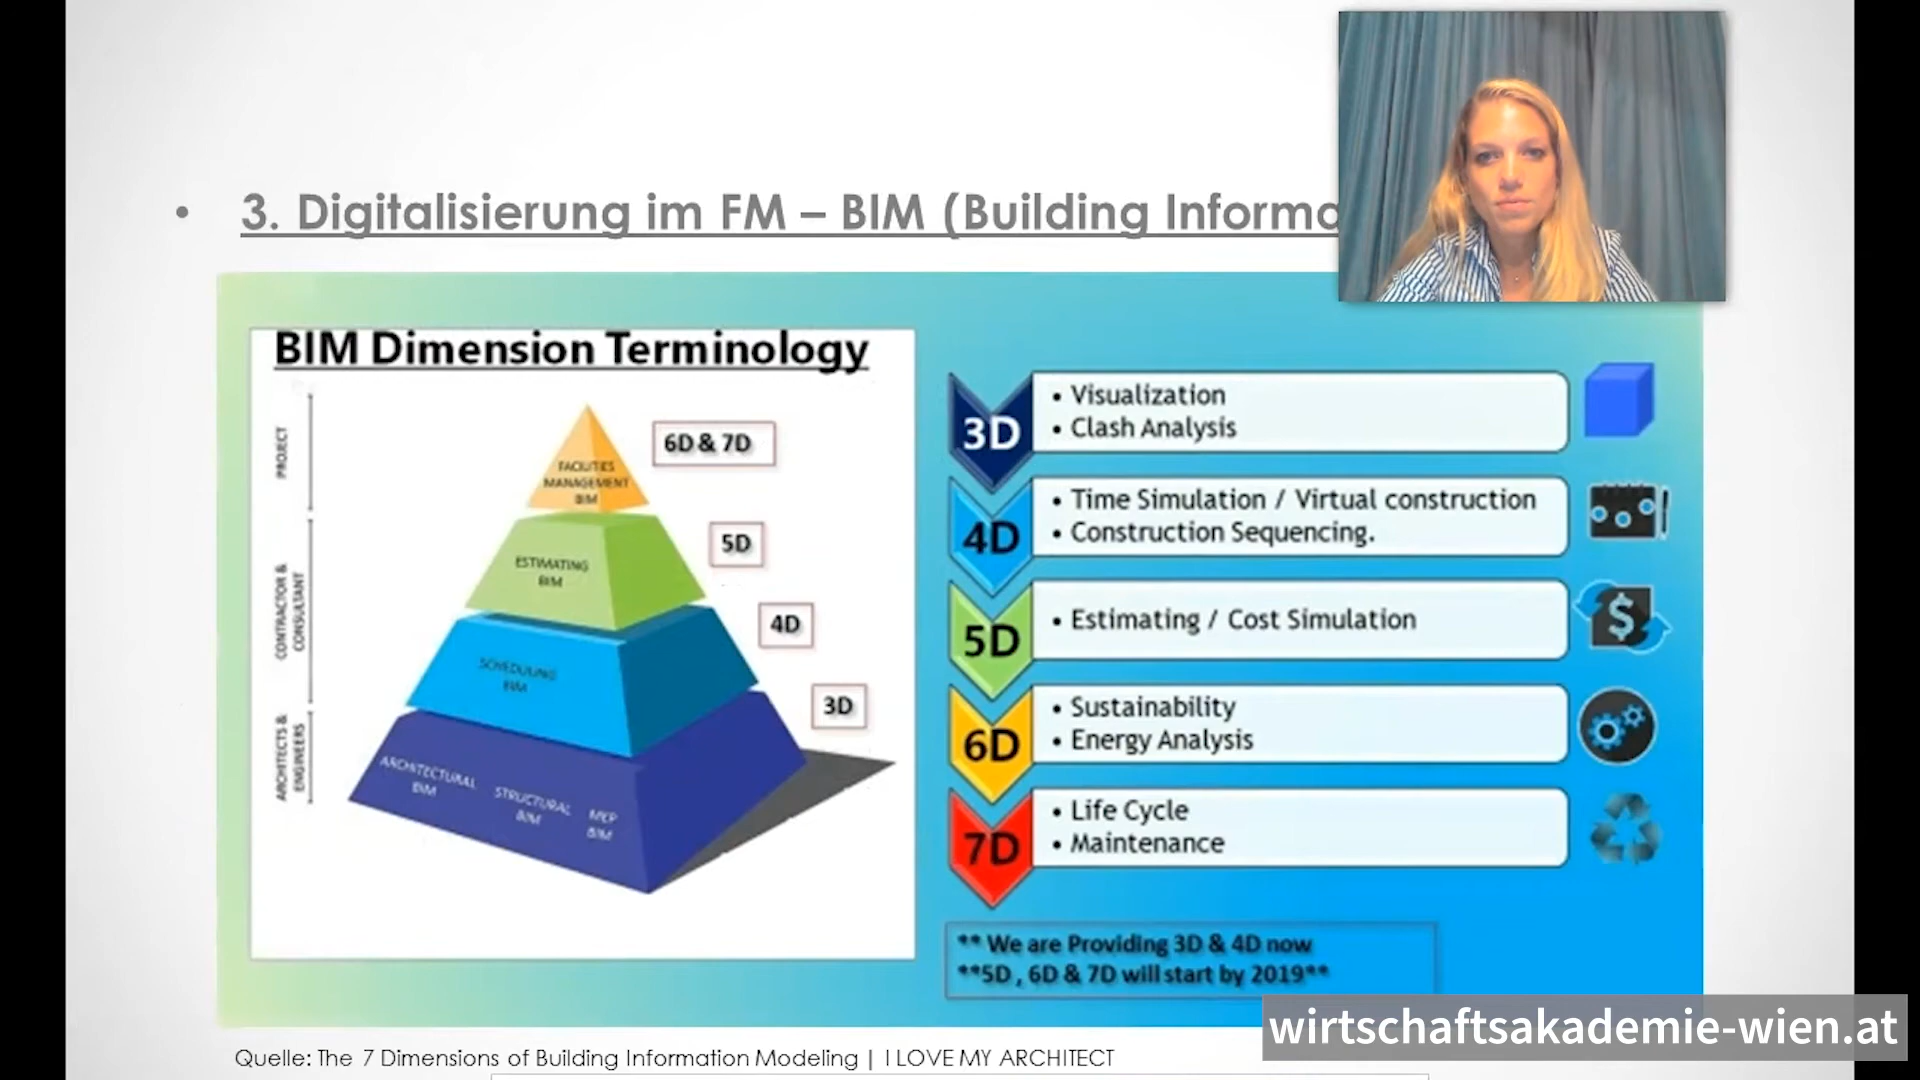 • 3. Digitalisierung im FM – BIM (Building Informa
BIM Dimension Terminology
PROJECT
CONTRACTOR &
CONSULTANT
ARCHITECTS &
ENGINEERS
FACILITIES
MANAGEMENT
BIM
6D & 7D
ESTIMATING
BIM
5D
SCHEDULING
BIM
4D
ARCHITECTURAL
BIM
STRUCTURAL
BIM
MEP
BIM
3D
3D
• Visualization
• Clash Analysis
4D
• Time Simulation / Virtual construction
• Construction Sequencing.
5D
• Estimating / Cost Simulation
$
6D
• Sustainability
• Energy Analysis
7D
• Life Cycle
• Maintenance
** We are Providing 3D & 4D now
**5D , 6D & 7D will start by 2019**
wirtschaftsakademie-wien.at
Quelle: The 7 Dimensions of Building Information Modeling | I LOVE MY ARCHITECT